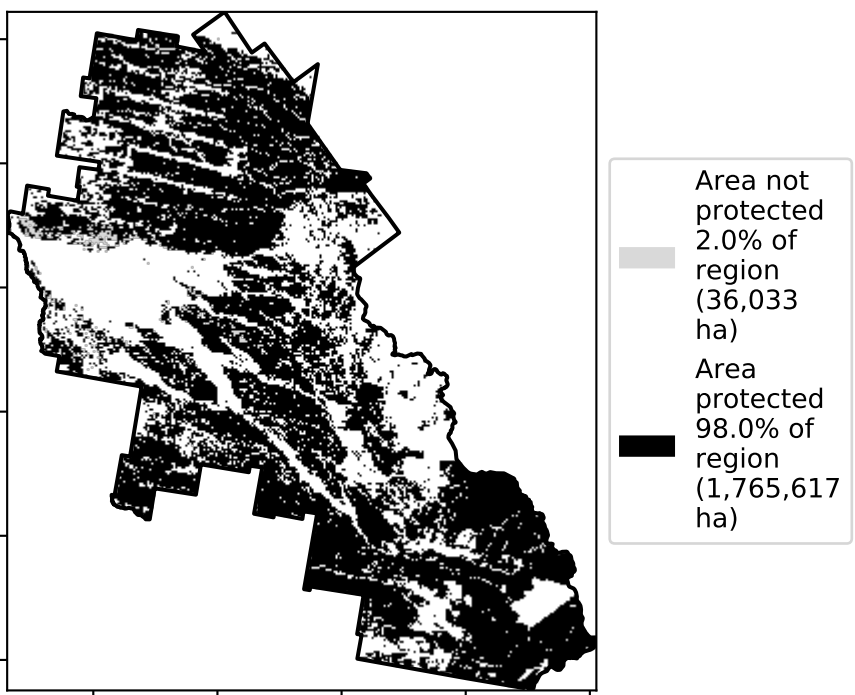 Area not
protected
2.0% of
region
(36,033
ha)
Area
protected
98.0% of
region
(1,765,617
ha)